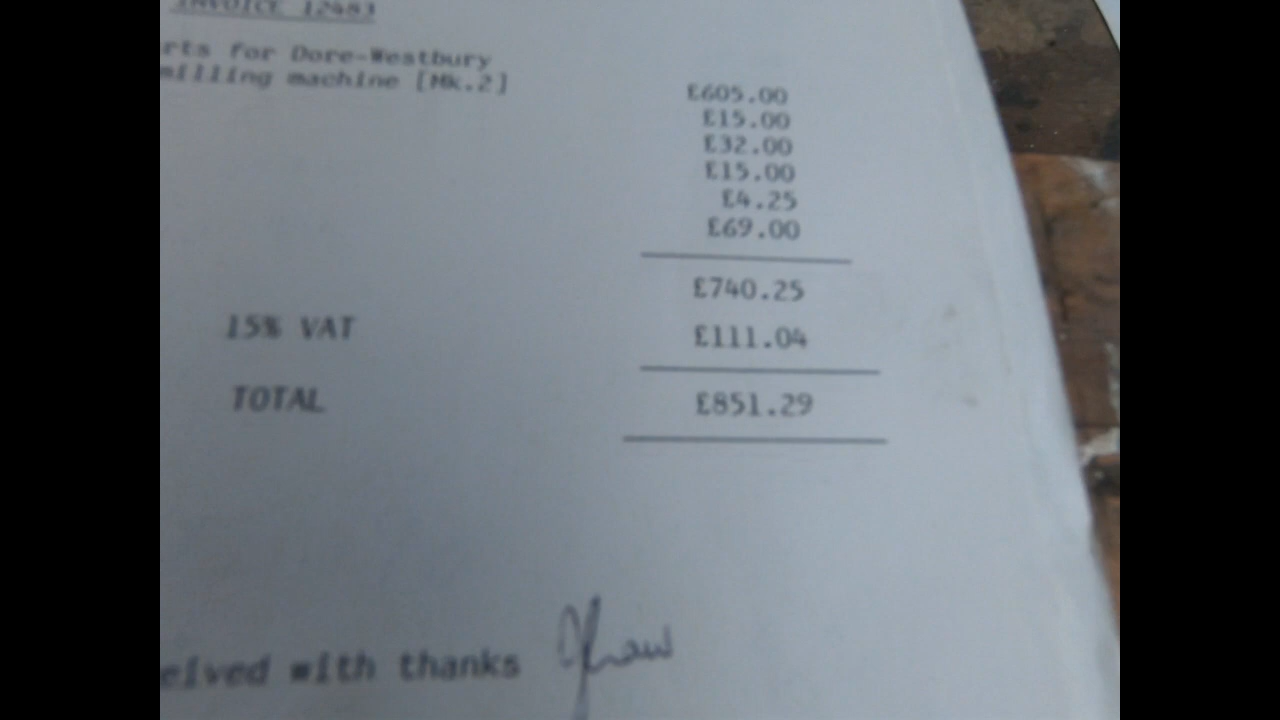 INVOICE 12483
rts for Dore-Westbury
milling machine [Mk.2]
£605.00
£15.00
£32.00
£15.00
£4.25
£69.00
£740.25
15% VAT £111.04
TOTAL £851.29
eived with thanks